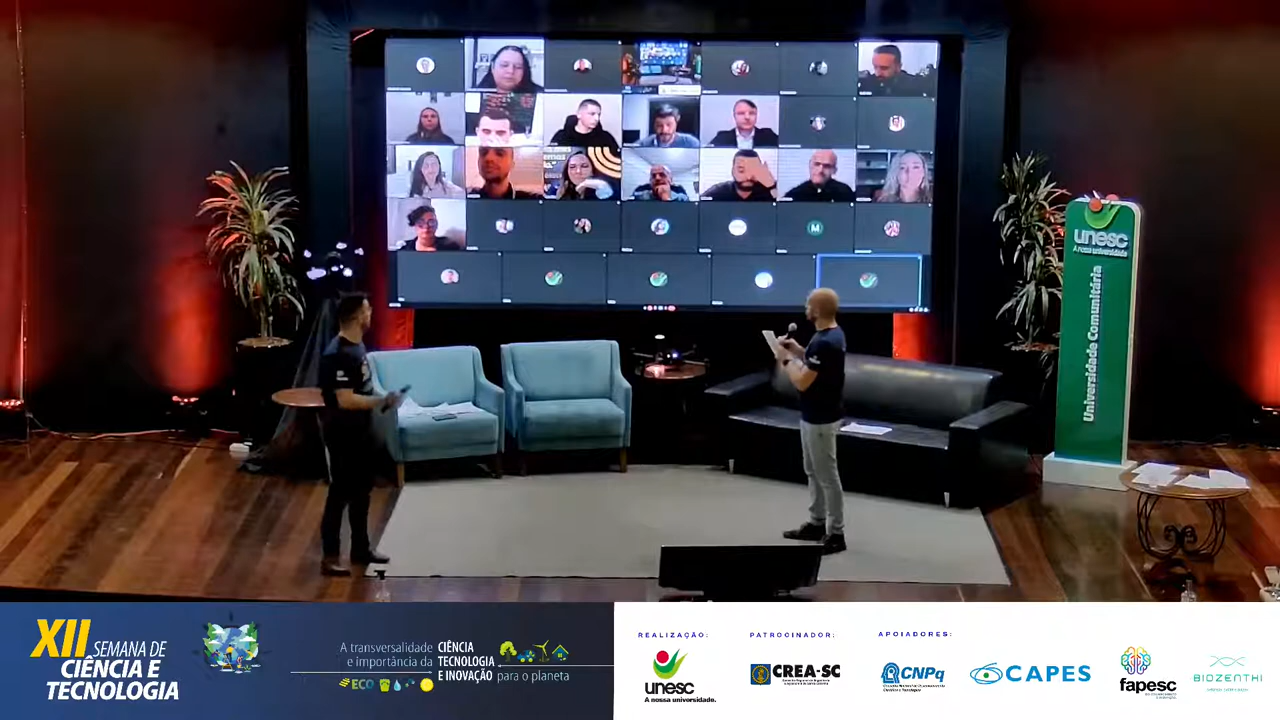 M
unesc
A nossa universidade
Universidade Comunitária
XII SEMANA DE
CIÊNCIA E
TECNOLOGIA
A transversalidade
e importância da
CIÊNCIA
TECNOLOGIA
E INOVAÇÃO
para o planeta
ECO
REALIZAÇÃO:
unesc
A nossa universidade.
PATROCINADOR:
CREA-SC
APOIADORES:
CNPq
CAPES
fapesc
BIOZENTHI